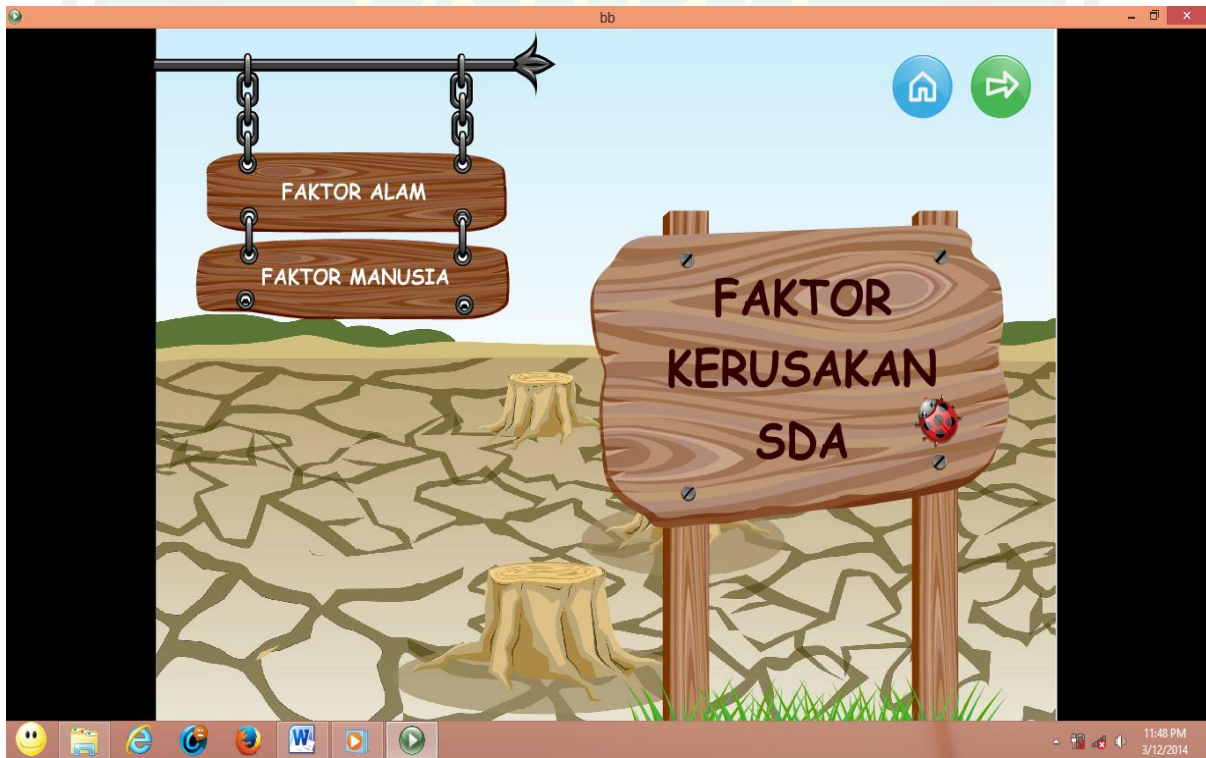 bb
FAKTOR ALAM
FAKTOR MANUSIA
FAKTOR
KERUSAKAN
SDA
11:48 PM
3/12/2014